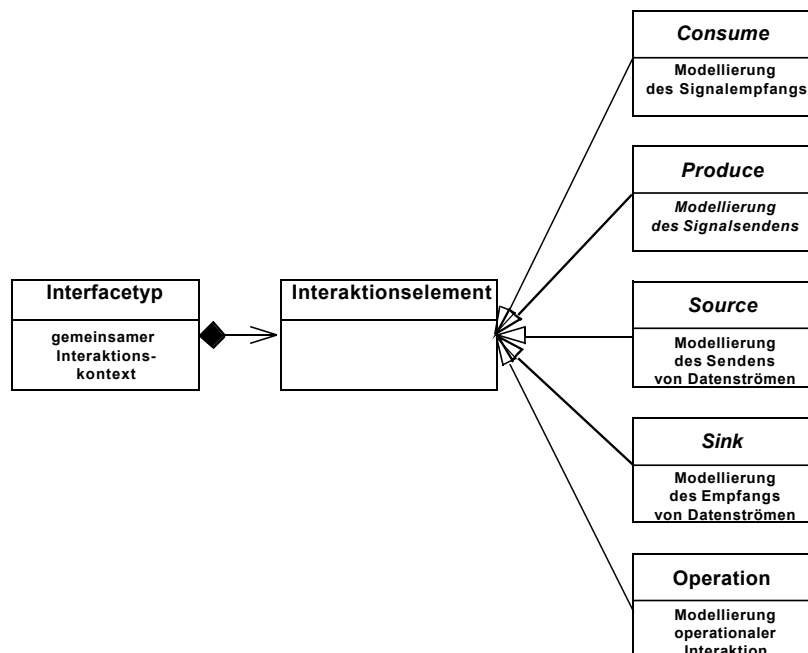 Consume
Modellierung
des Signalempfangs
Produce
Modellierung
des Signalsendens
Interfacetyp
gemeinsamer
Interaktions-
kontext
Interaktionselement
Source
Modellierung
des Sendens
von Datenströmen
Sink
Modellierung
des Empfangs
von Datenströmen
Operation
Modellierung
operationaler
Interaktion